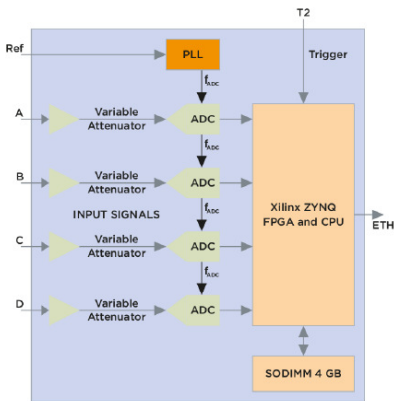 T2
Ref
PLL
Trigger
fADC
A
Variable
Attenuator
ADC
fADC
B
Variable
Attenuator
ADC
Xilinx ZYNQ
FPGA and CPU
INPUT SIGNALS
fADC
ETH
C
Variable
Attenuator
ADC
fADC
D
Variable
Attenuator
ADC
SODIMM 4 GB